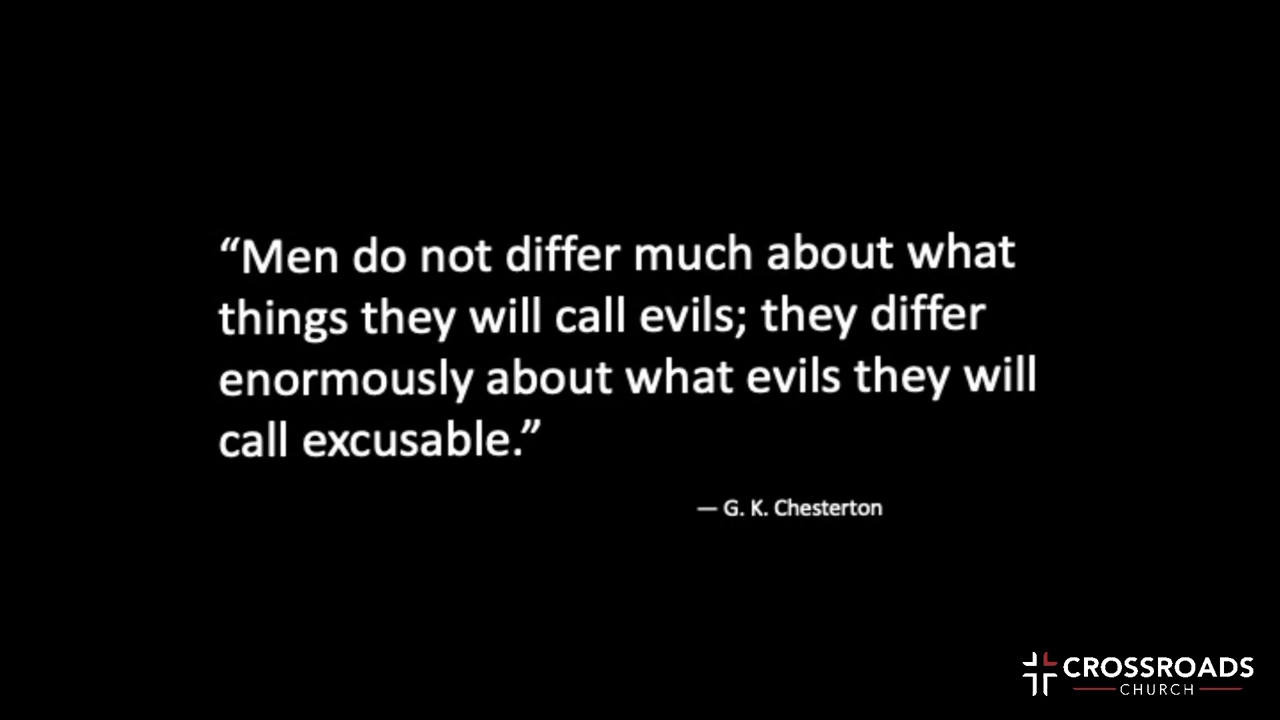 “Men do not differ much about what
things they will call evils; they differ
enormously about what evils they will
call excusable.”
— G. K. Chesterton
CROSSROADS
CHURCH